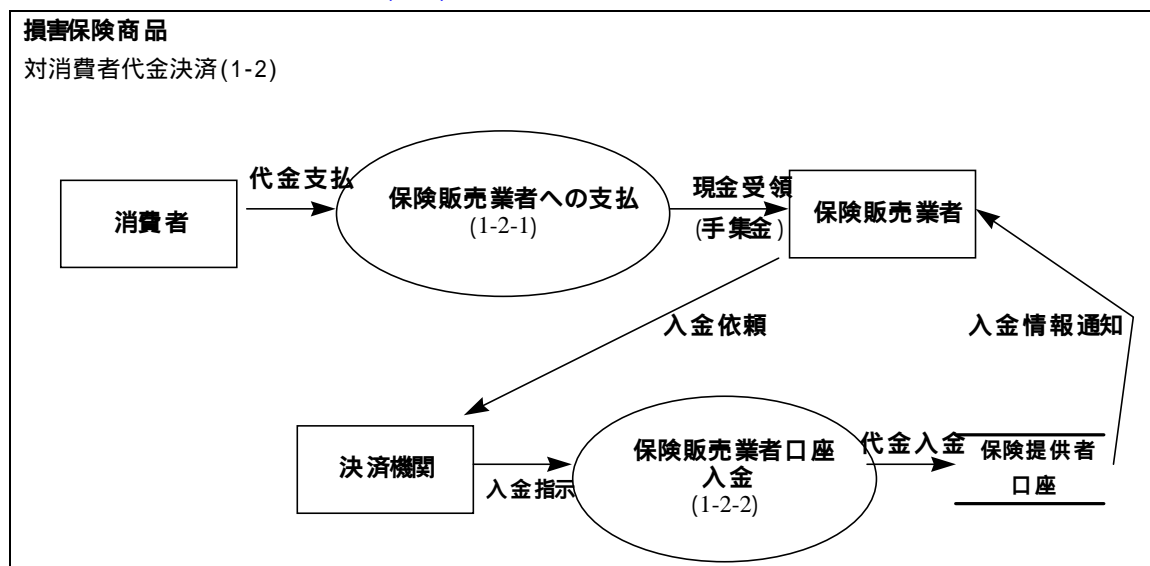 損害保険商品
対消費者代金決済(1-2)
代金支払
消費者
保険販売業者への支払
(1-2-1)
現金受領
(手集金)
保険販売業者
入金依頼
入金情報通知
決済機関
入金指示
保険販売業者口座
入金
(1-2-2)
代金入金
保険提供者
口座